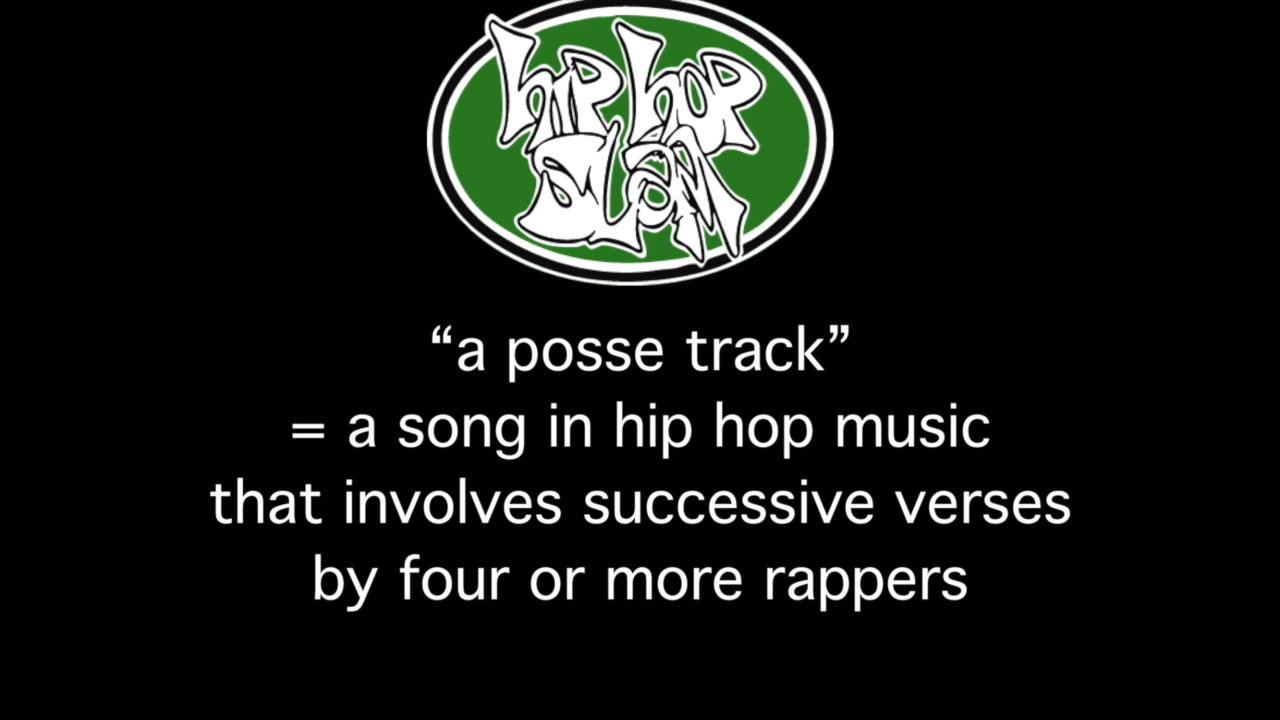 hip hop
slam
“a posse track”
= a song in hip hop music
that involves successive verses
by four or more rappers